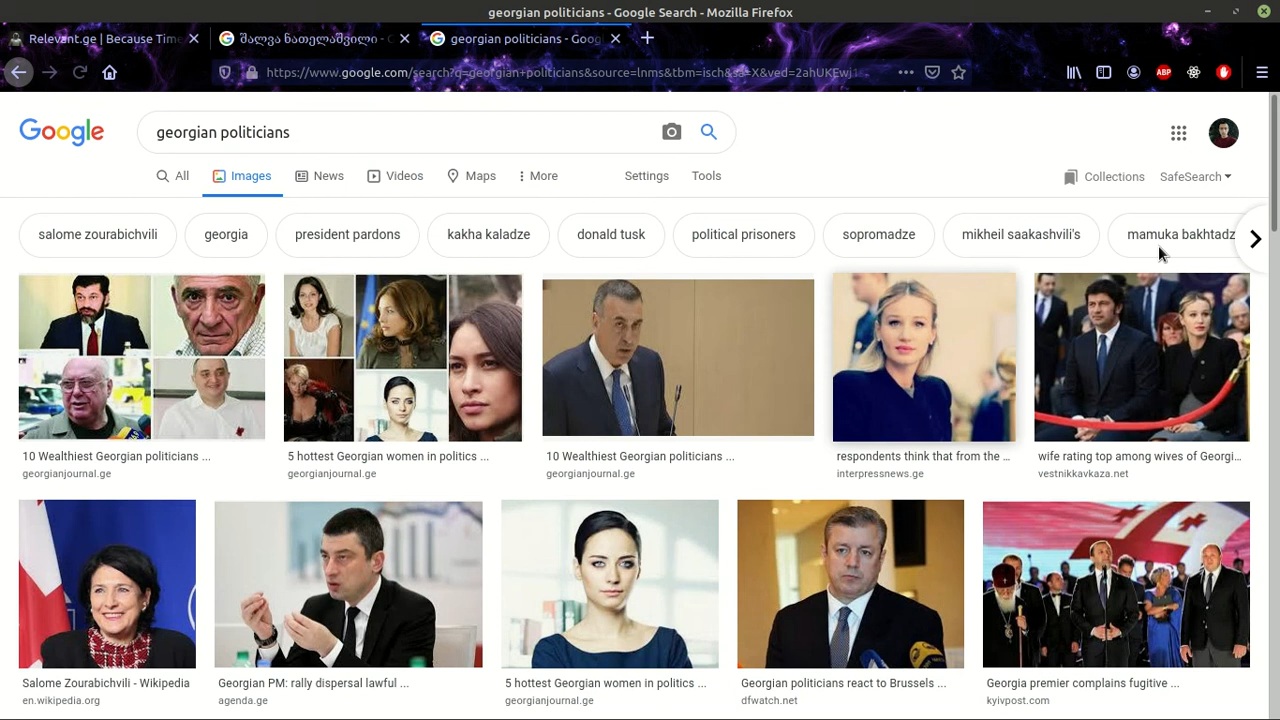 georgian politicians - Google Search - Mozilla Firefox
Relevant.ge | Because Time
შალვა ნათელაშვილი - G
georgian politicians - Goog
https://www.google.com/search?q=georgian+politicians&source=lnms&tbm=isch&sa=X&ved=2ahUKEwj1
ABP
Google
georgian politicians
All
Images
News
Videos
Maps
More
Settings
Tools
Collections
SafeSearch
salome zourabichvili
georgia
president pardons
kakha kaladze
donald tusk
political prisoners
sopromadze
mikheil saakashvili's
mamuka bakhtadz
10 Wealthiest Georgian politicians ...
georgianjournal.ge
5 hottest Georgian women in politics ...
georgianjournal.ge
10 Wealthiest Georgian politicians ...
georgianjournal.ge
respondents think that from the ...
interpressnews.ge
wife rating top among wives of Georgi...
vestnikkavkaza.net
Salome Zourabichvili - Wikipedia
en.wikipedia.org
Georgian PM: rally dispersal lawful ...
agenda.ge
5 hottest Georgian women in politics ...
georgianjournal.ge
Georgian politicians react to Brussels ...
dfwatch.net
Georgia premier complains fugitive ...
kyivpost.com